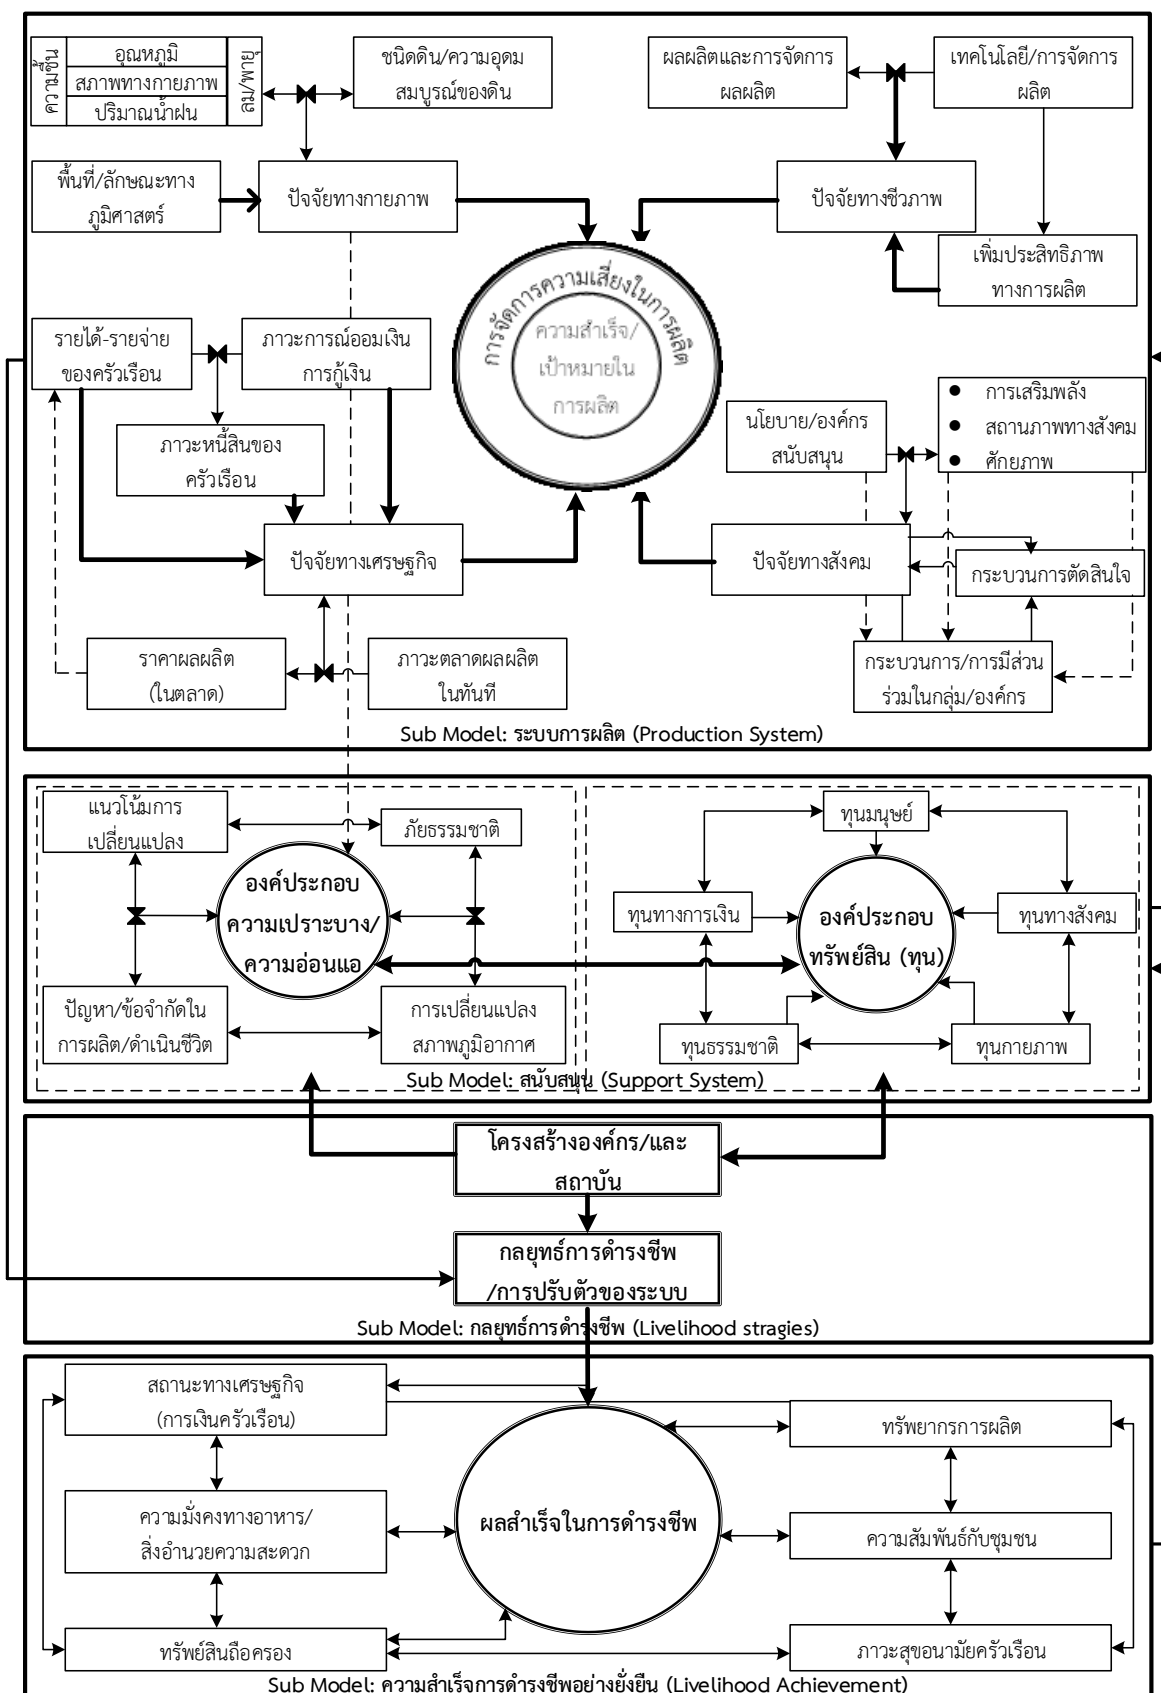 ความชื้น
อุณหภูมิ
สภาพทางกายภาพ
ปริมาณน้ำฝน
ลม/พายุ
ชนิดดิน/ความอุดม
สมบูรณ์ของดิน
ผลผลิตและการจัดการ
ผลผลิต
เทคโนโลยี/การจัดการ
ผลิต
พื้นที่/ลักษณะทาง
ภูมิศาสตร์
ปัจจัยทางกายภาพ
ปัจจัยทางชีวภาพ
เพิ่มประสิทธิภาพ
ทางการผลิต
การจัดการความเสี่ยงในการผลิต
ความสำเร็จ/
เป้าหมายใน
การผลิต
รายได้-รายจ่าย
ของครัวเรือน
ภาวะการณ์ออมเงิน
การกู้เงิน
ภาวะหนี้สินของ
ครัวเรือน
นโยบาย/องค์กร
สนับสนุน
● การเสริมพลัง
● สถานภาพทางสังคม
● ศักยภาพ
ปัจจัยทางเศรษฐกิจ
ปัจจัยทางสังคม
กระบวนการตัดสินใจ
ราคาผลผลิต
(ในตลาด)
ภาวะตลาดผลผลิต
ในทันที
กระบวนการ/การมีส่วน
ร่วมในกลุ่ม/องค์กร
Sub Model: ระบบการผลิต (Production System)
แนวโน้มการ
เปลี่ยนแปลง
ภัยธรรมชาติ
องค์ประกอบ
ความเปราะบาง/
ความอ่อนแอ
ปัญหา/ข้อจำกัดใน
การผลิต/ดำเนินชีวิต
การเปลี่ยนแปลง
สภาพภูมิอากาศ
ทุนมนุษย์
ทุนทางการเงิน
องค์ประกอบ
ทรัพย์สิน (ทุน)
ทุนทางสังคม
ทุนธรรมชาติ
ทุนกายภาพ
Sub Model: สนับสนุน (Support System)
โครงสร้างองค์กร/และ
สถาบัน
กลยุทธ์การดำรงชีพ
/การปรับตัวของระบบ
Sub Model: กลยุทธ์การดำรงชีพ (Livelihood stragies)
สถานะทางเศรษฐกิจ
(การเงินครัวเรือน)
ทรัพยากรการผลิต
ความมั่งคงทางอาหาร/
สิ่งอำนวยความสะดวก
ผลสำเร็จในการดำรงชีพ
ความสัมพันธ์กับชุมชน
ทรัพย์สินถือครอง
ภาวะสุขอนามัยครัวเรือน
Sub Model: ความสำเร็จการดำรงชีพอย่างยั่งยืน (Livelihood Achievement)